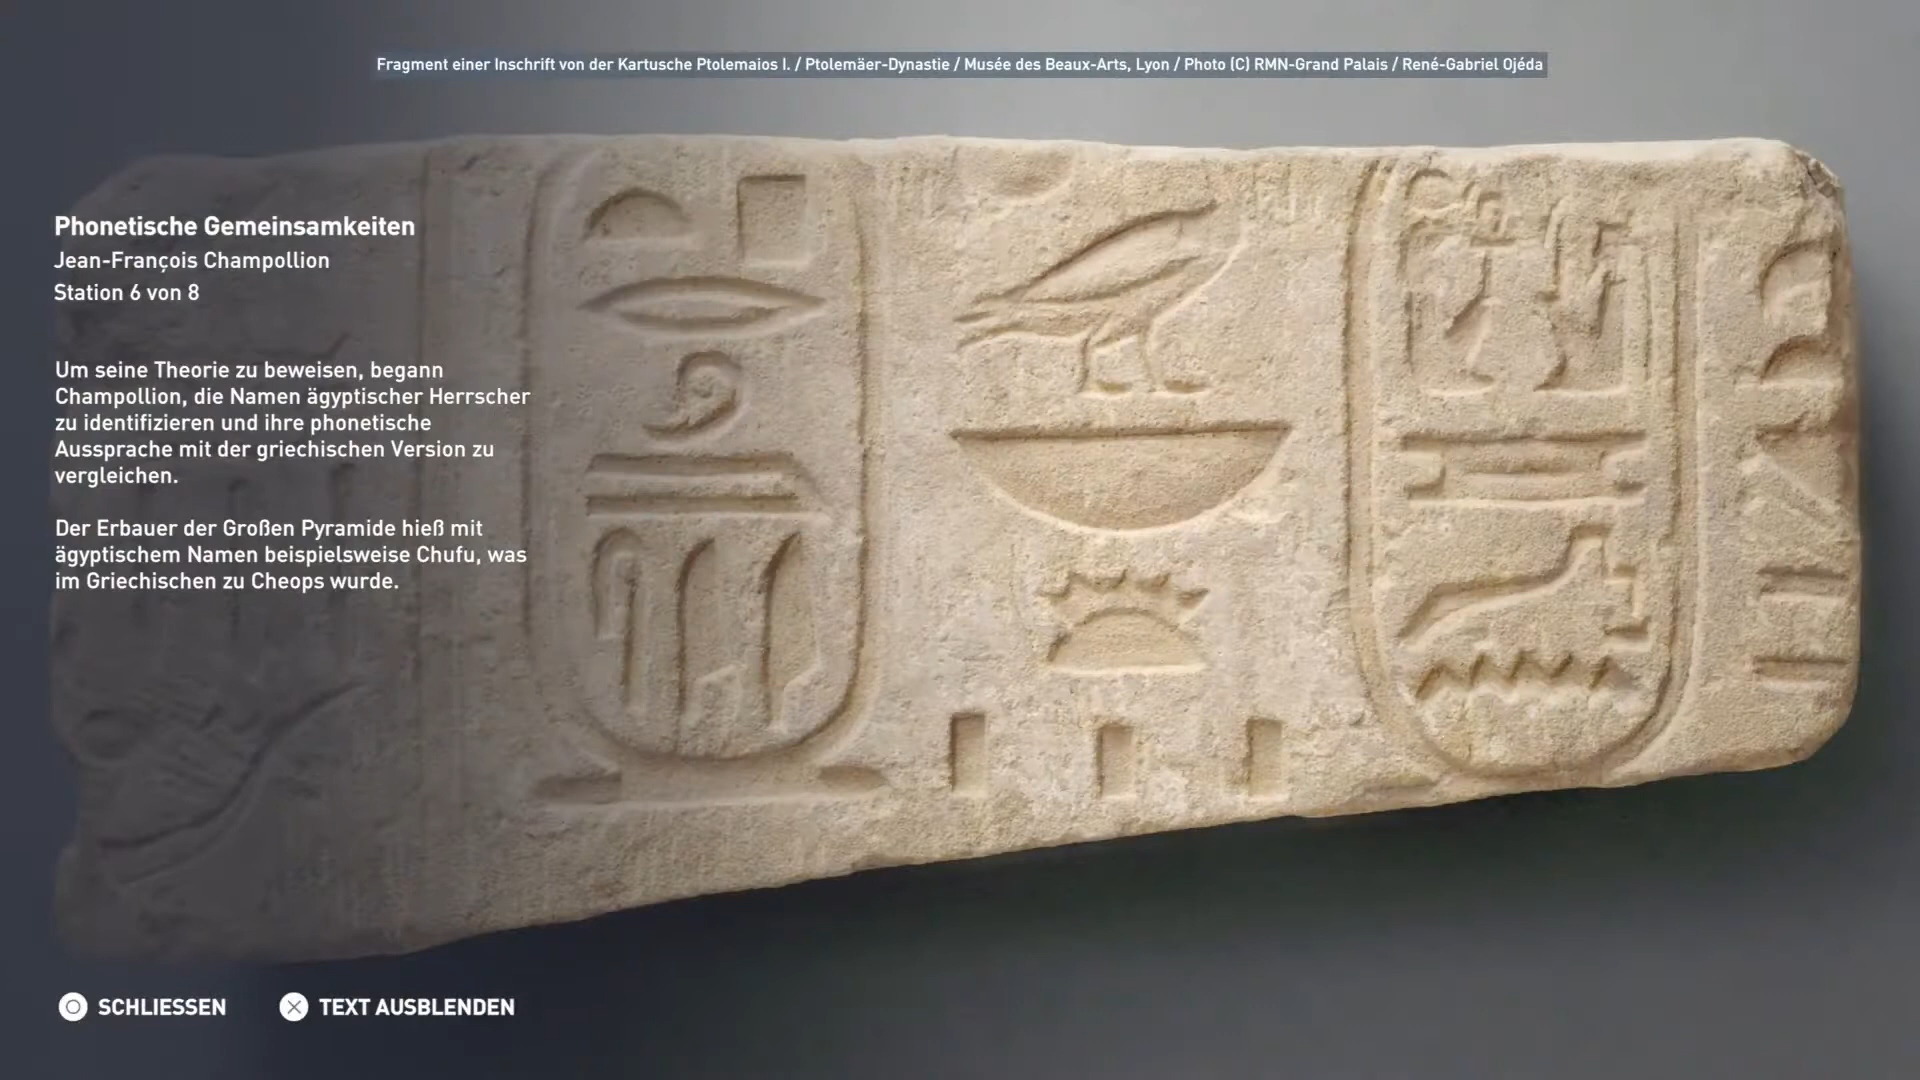 Fragment einer Inschrift von der Kartusche Ptolemaios I. / Ptolemäer-Dynastie / Musée des Beaux-Arts, Lyon / Photo (C) RMN-Grand Palais / René-Gabriel Ojéda
Phonetische Gemeinsamkeiten
Jean-François Champollion
Station 6 von 8
Um seine Theorie zu beweisen, begann
Champollion, die Namen ägyptischer Herrscher
zu identifizieren und ihre phonetische
Aussprache mit der griechischen Version zu
vergleichen.
Der Erbauer der Großen Pyramide hieß mit
ägyptischem Namen beispielsweise Chufu, was
im Griechischen zu Cheops wurde.
SCHLIESSEN
TEXT AUSBLENDEN